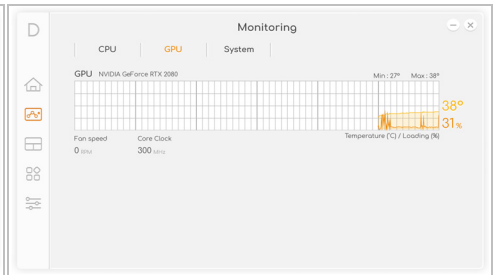 D
Monitoring
CPU GPU System
GPU NVIDIA GeForce RTX 2080
Min : 27° Max : 38°
38°
31 %
Temperature (°C) / Loading (%)
Fan speed Core Clock
0 RPM 300 MHz